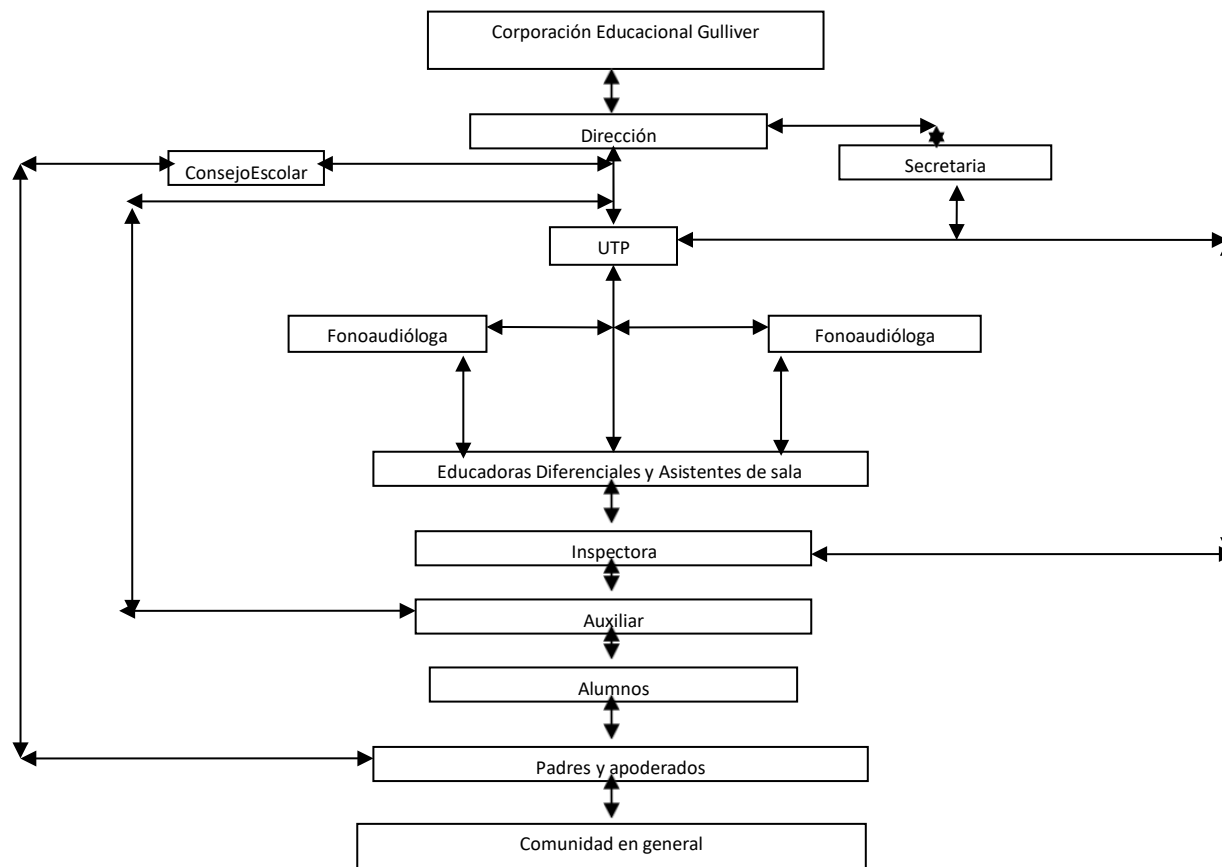 Corporación Educacional Gulliver
Dirección
ConsejoEscolar
Secretaria
UTP
Fonoaudióloga
Fonoaudióloga
Educadoras Diferenciales y Asistentes de sala
Inspectora
Auxiliar
Alumnos
Padres y apoderados
Comunidad en general